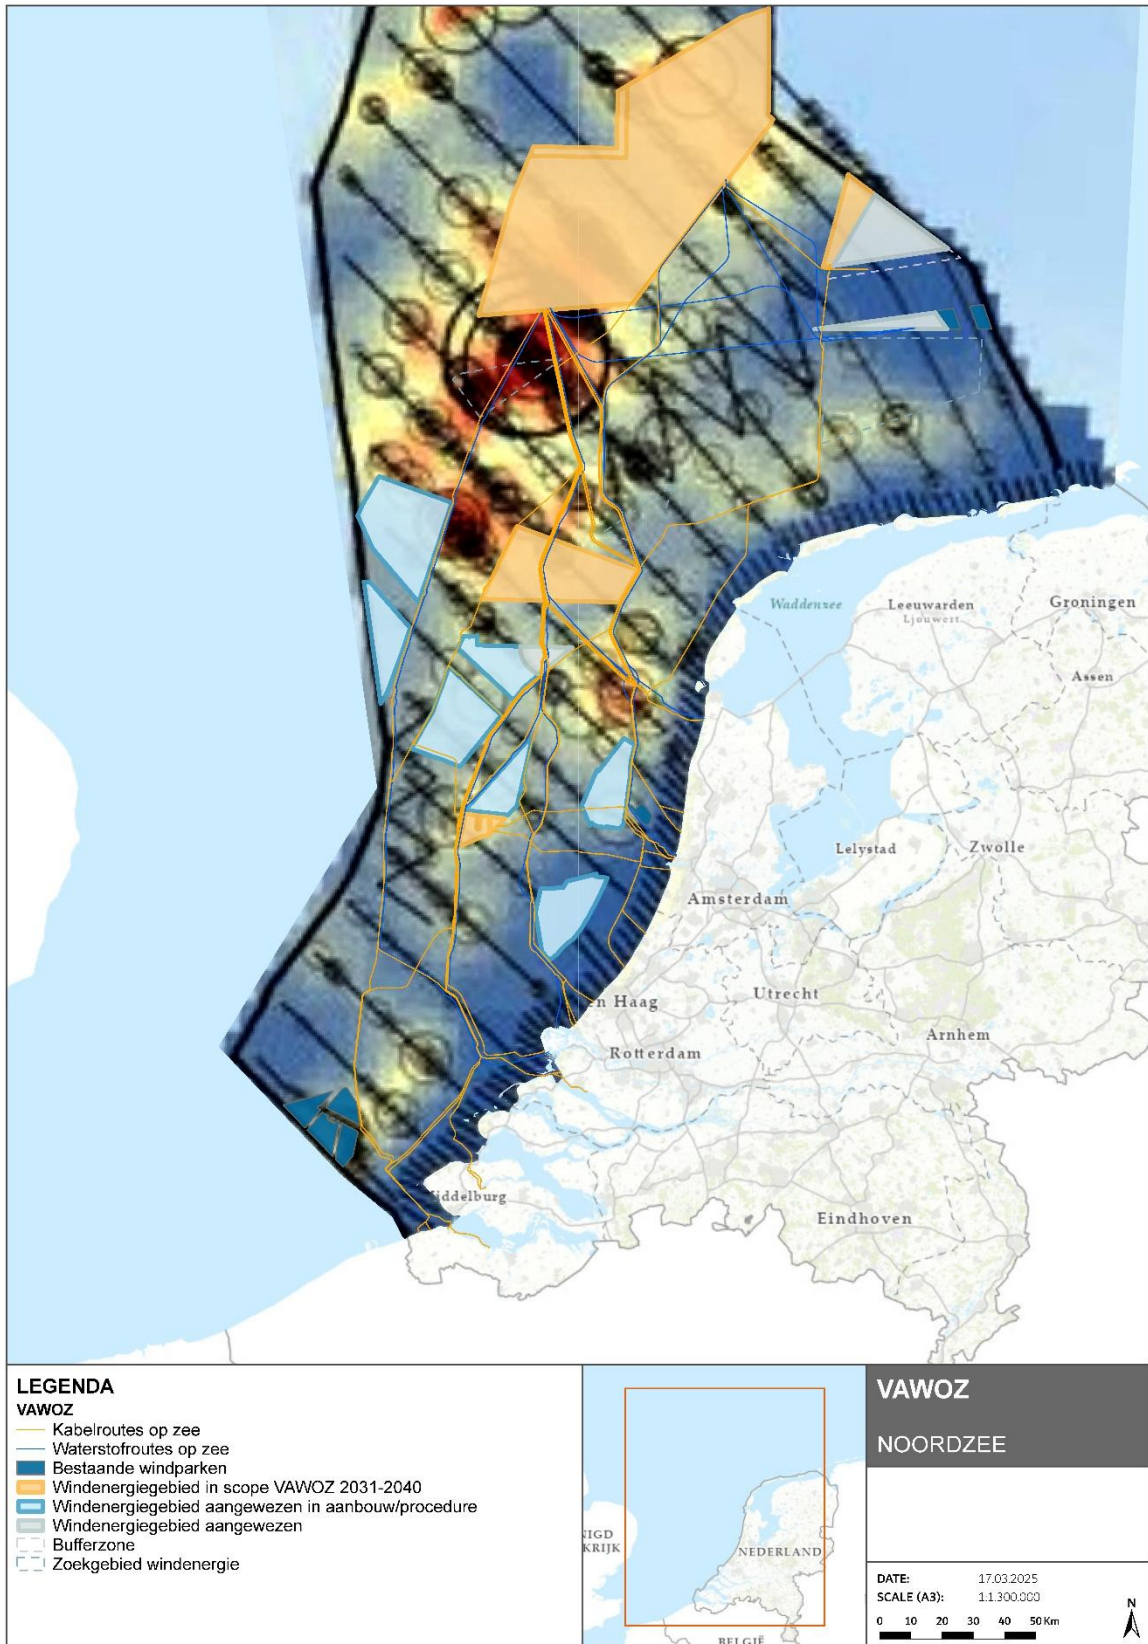 Waddenzee
Leeuwarden
Ljouwert
Groningen
Assen
Lelystad
Zwolle
Amsterdam
en Haag
Utrecht
Arnhem
Rotterdam
iddelburg
Eindhoven
LEGENDA
VAWOZ
Kabelroutes op zee
Waterstofroutes op zee
Bestaande windparken
Windenergiegebied in scope VAWOZ 2031-2040
Windenergiegebied aangewezen in aanbouw/procedure
Windenergiegebied aangewezen
Bufferzone
Zoekgebied windenergie
NIGD
KRIJK
NEDERLAND
BELGIË
VAWOZ
NOORDZEE
DATE: 17.03.2025
SCALE (A3): 1:1.300.000
0 10 20 30 40 50 Km
N